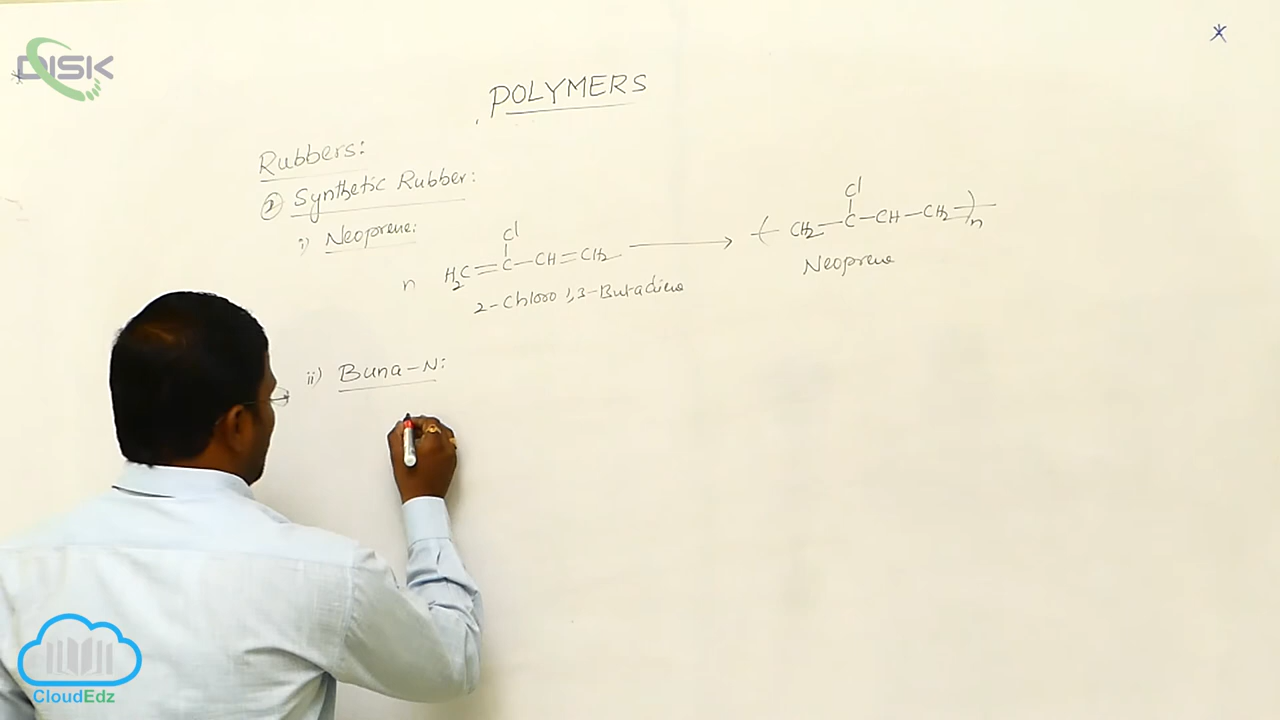 DISK
POLYMERS
Rubbers:
② Synthetic Rubber:
i) Neoprene:
n H₂C=C(Cl)-CH=CH₂ ⟶ ( CH₂-C(Cl)-CH-CH₂ )n
2-Chloro 1,3-Butadiene
Neoprene
ii) Buna-N:
CloudEdz